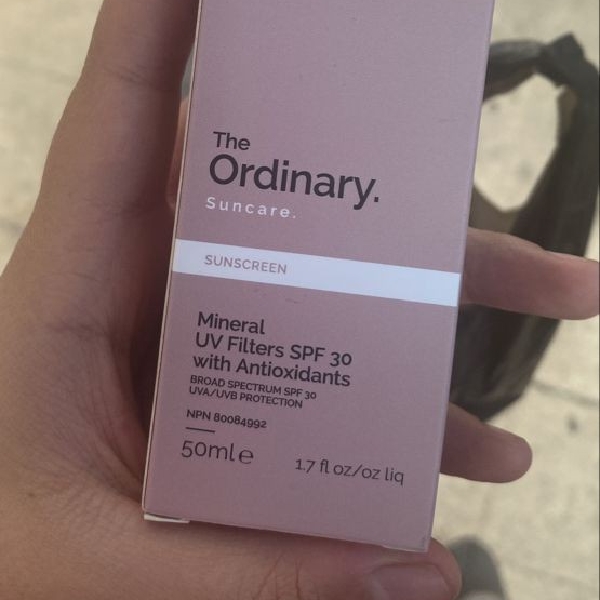 The
Ordinary.
Suncare.
SUNSCREEN
Mineral
UV Filters SPF 30
with Antioxidants
BROAD SPECTRUM SPF 30
UVA/UVB PROTECTION
NPN 80084992
50ml e
1.7 fl oz/oz liq